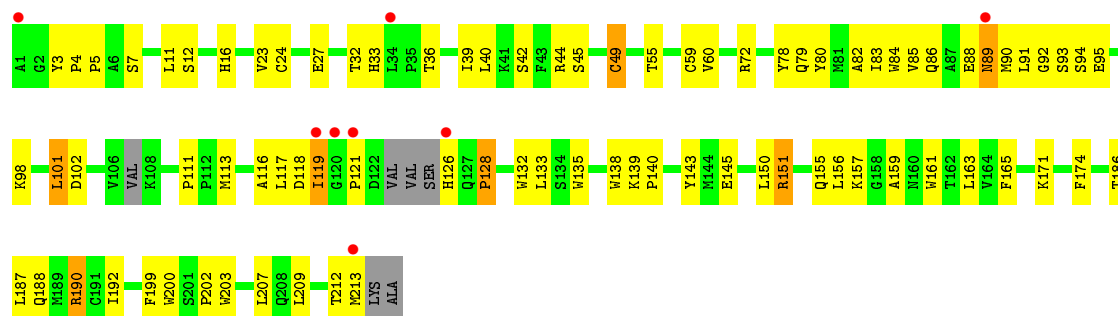 A1 G2 Y3 P4 P5 A6 S7 L11 S12 H16 V23 C24 E27 T32 H33 L34 P35 T36 I39 L40 K41 S42 F43 R44 S45 C49 T55 C59 V60 R72 Y78 Q79 Y80 M81 A82 I83 W84 V85 Q86 A87 E88 N89 M90 L91 G92 S93 S94 E95
K98 L101 D102 V106 VAL K108 P111 P112 M113 A116 L117 D118 I119 G120 P121 D122 VAL VAL SER H126 Q127 P128 W132 L133 S134 W135 W138 K139 P140 Y143 M144 E145 L150 R151 Q155 L156 K157 G158 A159 N160 W161 T162 L163 V164 F165 K171 F174 T186
L187 Q188 M189 R190 C191 I192 F199 W200 S201 P202 W203 L207 Q208 L209 T212 M213 LYS ALA